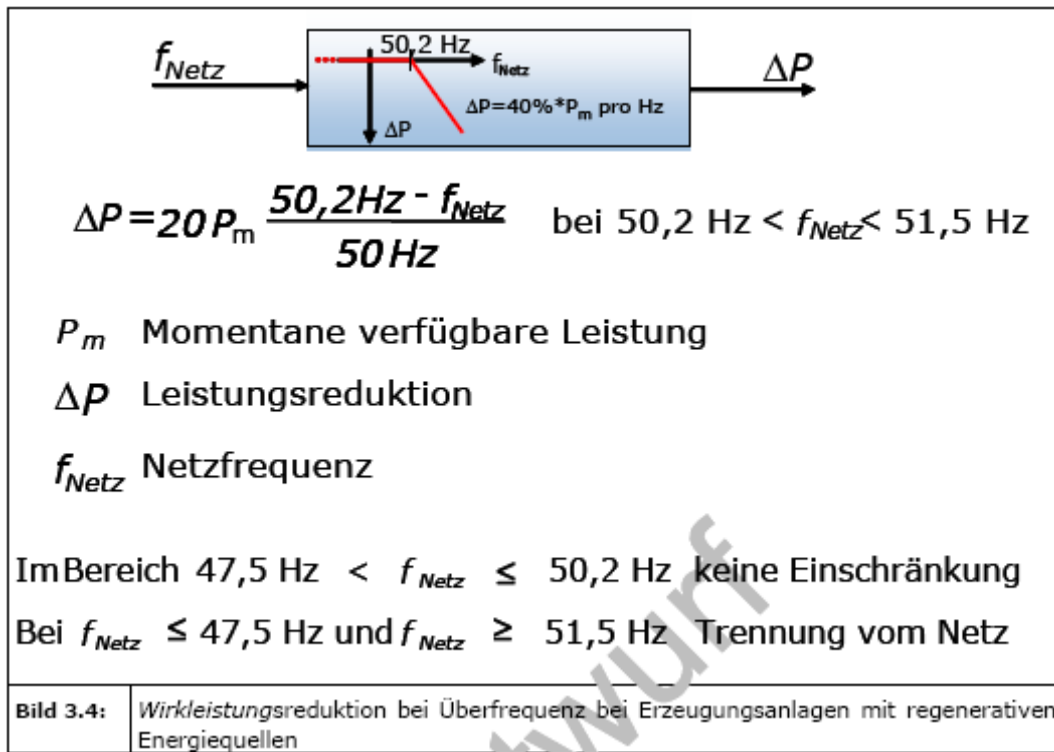 50,2 Hz
f_Netz
f_Netz
ΔP
ΔP=40%*P_m pro Hz
ΔP
ΔP = 20 P_m (50,2Hz - f_Netz) / 50 Hz bei 50,2 Hz < f_Netz < 51,5 Hz
P_m Momentane verfügbare Leistung
ΔP Leistungsreduktion
f_Netz Netzfrequenz
Im Bereich 47,5 Hz < f_Netz ≤ 50,2 Hz keine Einschränkung
Bei f_Netz ≤ 47,5 Hz und f_Netz ≥ 51,5 Hz Trennung vom Netz
Bild 3.4: Wirkleistungsreduktion bei Überfrequenz bei Erzeugungsanlagen mit regenerativen
Energiequellen